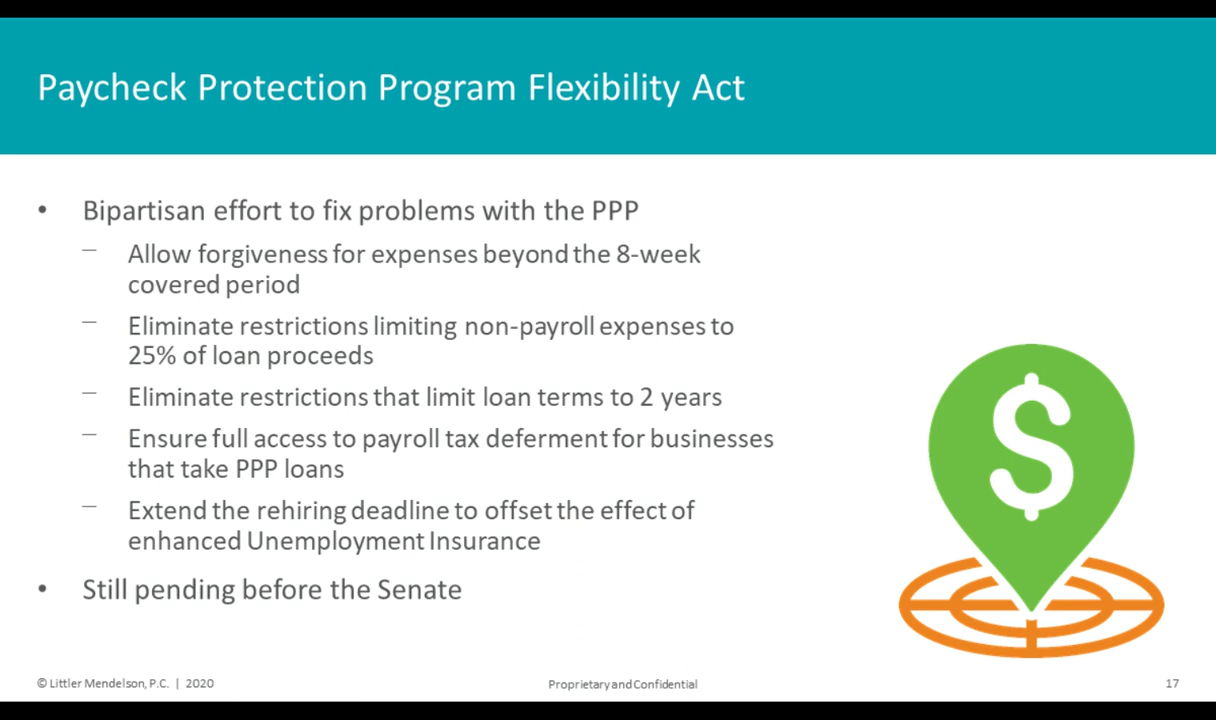 Paycheck Protection Program Flexibility Act
• Bipartisan effort to fix problems with the PPP
– Allow forgiveness for expenses beyond the 8-week
covered period
– Eliminate restrictions limiting non-payroll expenses to
25% of loan proceeds
– Eliminate restrictions that limit loan terms to 2 years
– Ensure full access to payroll tax deferment for businesses
that take PPP loans
– Extend the rehiring deadline to offset the effect of
enhanced Unemployment Insurance
• Still pending before the Senate
$
© Littler Mendelson, P.C. | 2020
Proprietary and Confidential
17